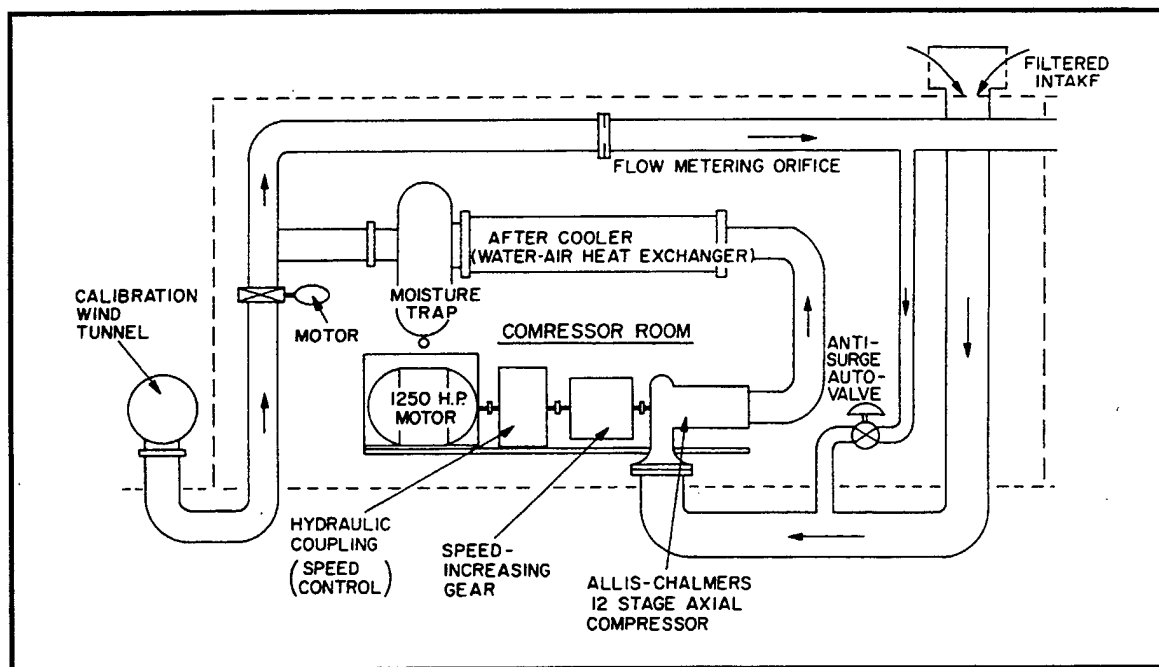 FILTERED
INTAKF
FLOW METERING ORIFICE
AFTER COOLER
(WATER-AIR HEAT EXCHANGER)
CALIBRATION
WIND
TUNNEL
MOTOR
MOISTURE
TRAP
COMRESSOR ROOM
ANTI-
SURGE
AUTO-
VALVE
1250 H.P.
MOTOR
HYDRAULIC
COUPLING
(SPEED
CONTROL)
SPEED-
INCREASING
GEAR
ALLIS-CHALMERS
12 STAGE AXIAL
COMPRESSOR